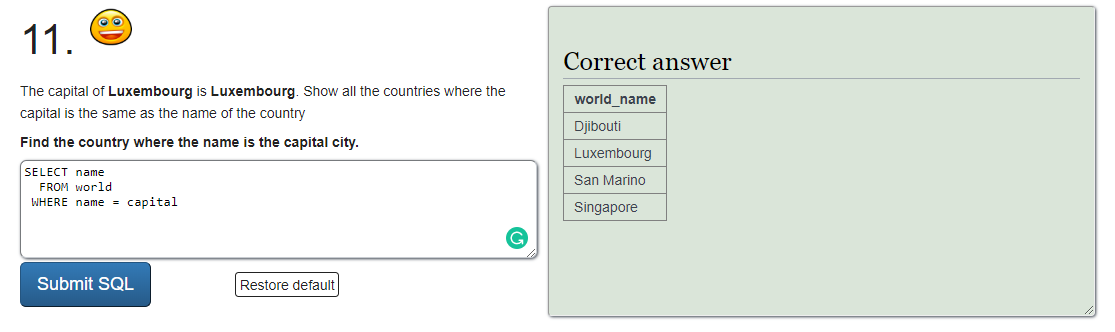 11.
The capital of Luxembourg is Luxembourg. Show all the countries where the
capital is the same as the name of the country
Find the country where the name is the capital city.
SELECT name
FROM world
WHERE name = capital
Submit SQL
Restore default
Correct answer
world_name
Djibouti
Luxembourg
San Marino
Singapore